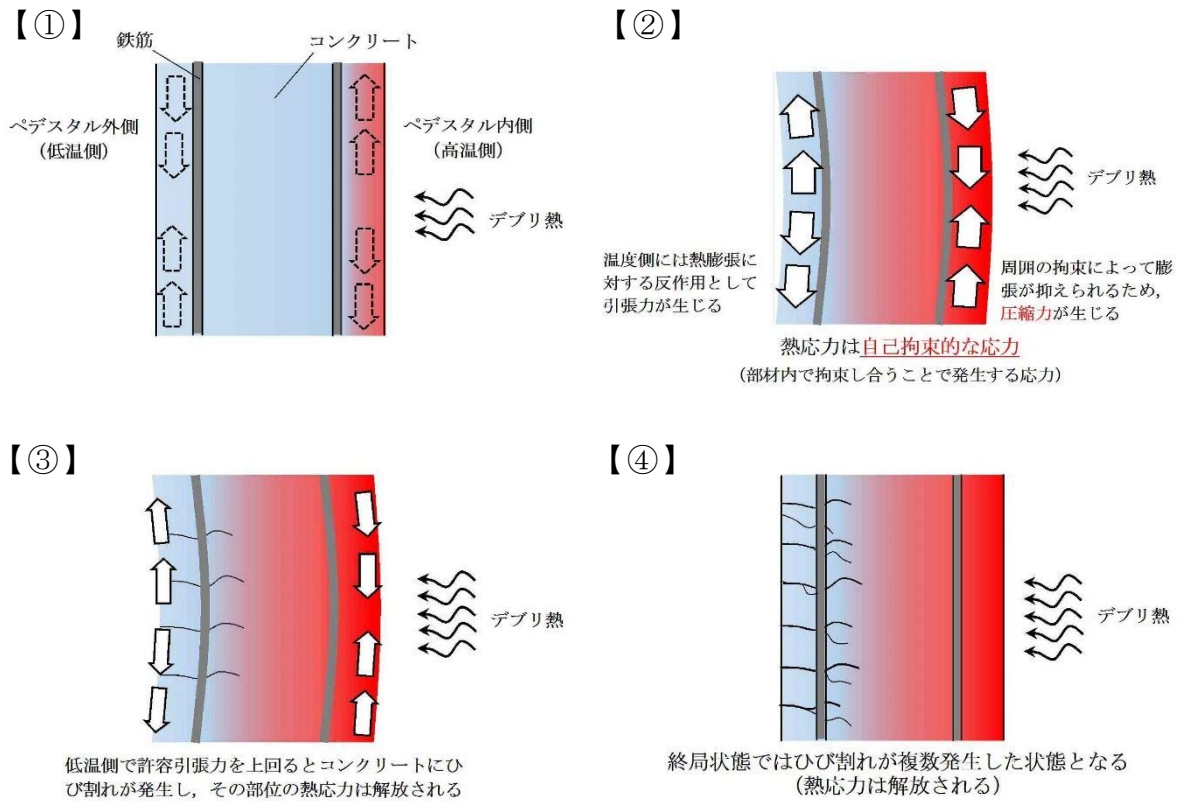 【①】
鉄筋
コンクリート
ペデスタル外側
（低温側）
ペデスタル内側
（高温側）
デブリ熱
【②】
デブリ熱
温度側には熱膨張に
対する反作用として
引張力が生じる
周囲の拘束によって膨
張が抑えられるため，
圧縮力が生じる
熱応力は自己拘束的な応力
（部材内で拘束し合うことで発生する応力）
【③】
デブリ熱
低温側で許容引張力を上回るとコンクリートにひ
び割れが発生し，その部位の熱応力は解放される
【④】
デブリ熱
終局状態ではひび割れが複数発生した状態となる
（熱応力は解放される）